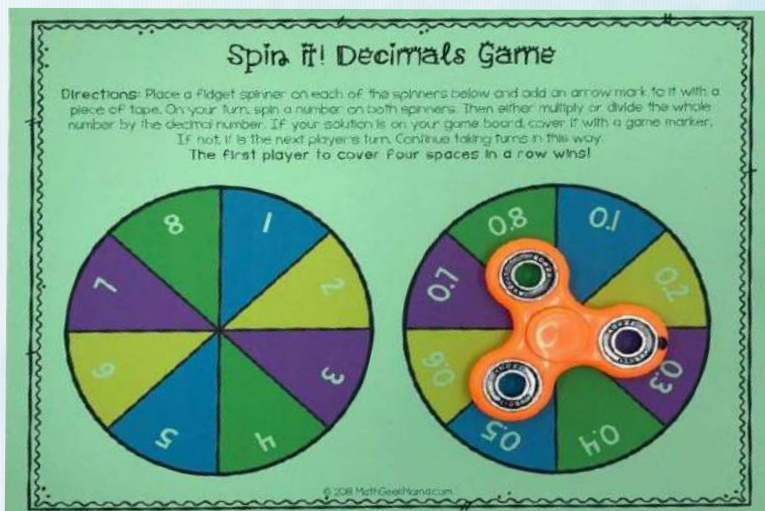 Spin it! Decimals Game
Directions: Place a fidget spinner on each of the spinners below and add an arrow mark to it with a
piece of tape. On your turn, spin a number on both spinners. Then either multiply or divide the whole
number by the decimal number. If your solution is on your game board, cover it with a game marker.
If not, it is the next player's turn. Continue taking turns in this way.
The first player to cover four spaces in a row wins!
8 1
7 2
6 3
5 4
0.8 0.1
0.7 0.2
0.6 0.3
0.5 0.4
© 2018 MathGeekMama.com